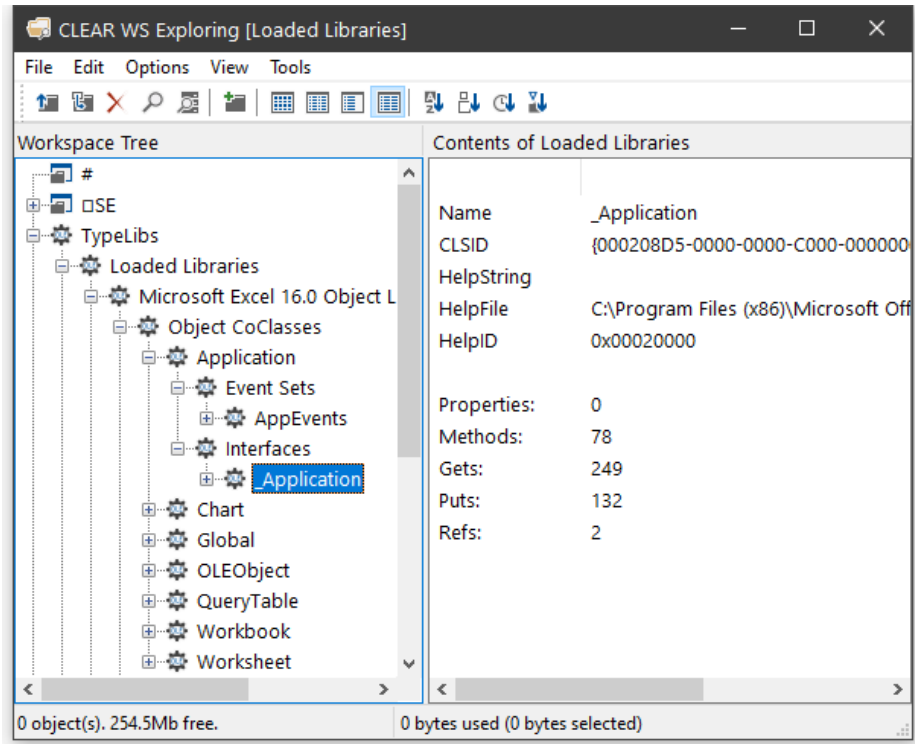 CLEAR WS Exploring [Loaded Libraries]
File Edit Options View Tools
Workspace Tree
#
□SE
TypeLibs
Loaded Libraries
Microsoft Excel 16.0 Object L
Object CoClasses
Application
Event Sets
AppEvents
Interfaces
_Application
Chart
Global
OLEObject
QueryTable
Workbook
Worksheet
Contents of Loaded Libraries
Name _Application
CLSID {000208D5-0000-0000-C000-000000
HelpString
HelpFile C:\Program Files (x86)\Microsoft Off
HelpID 0x00020000
Properties: 0
Methods: 78
Gets: 249
Puts: 132
Refs: 2
0 object(s). 254.5Mb free.
0 bytes used (0 bytes selected)